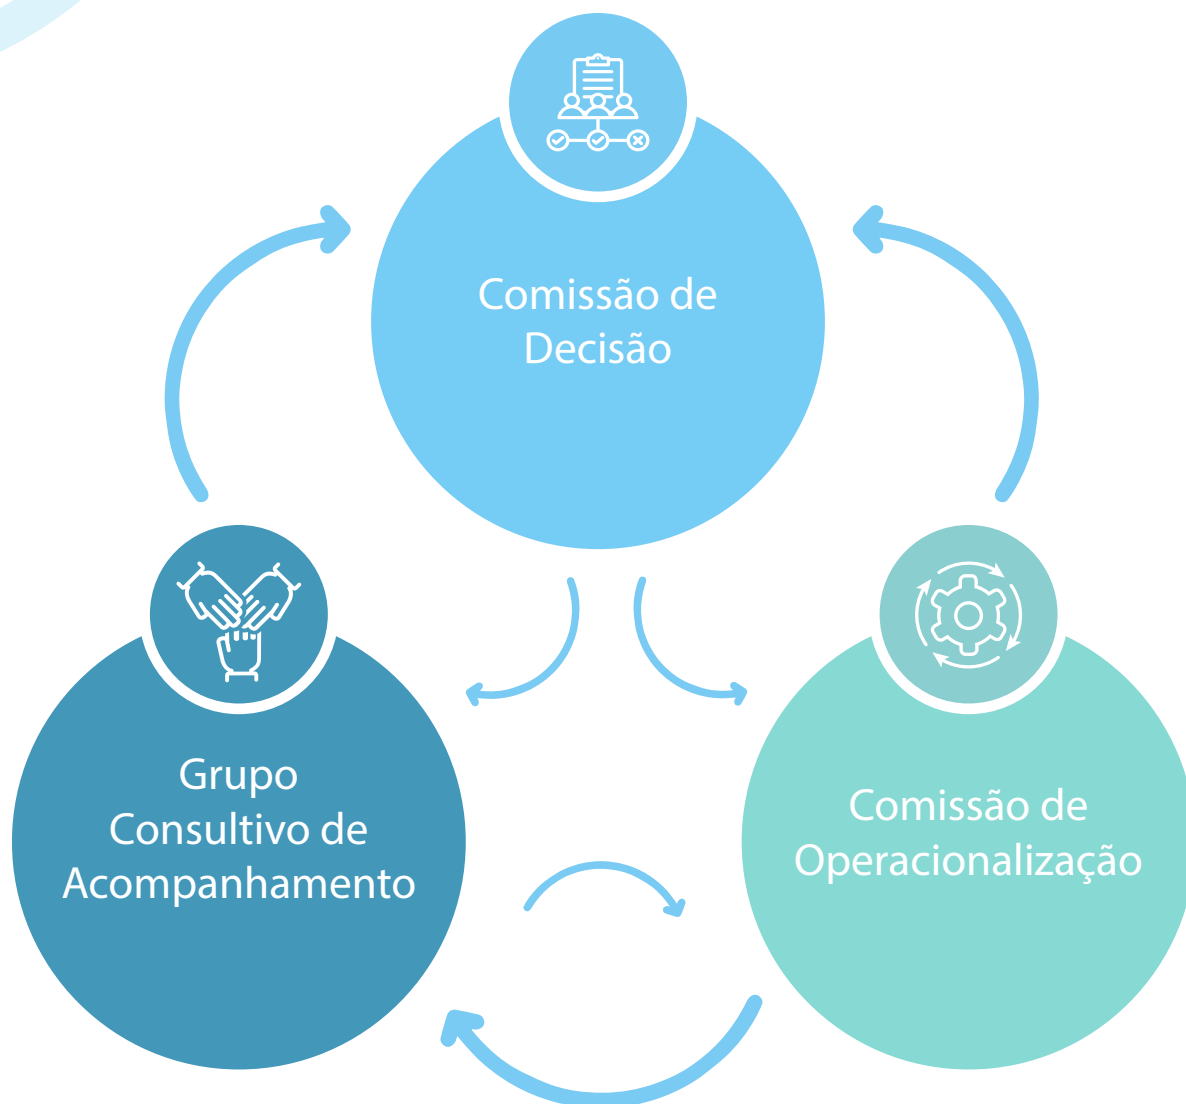 Comissão de
Decisão
Grupo
Consultivo de
Acompanhamento
Comissão de
Operacionalização